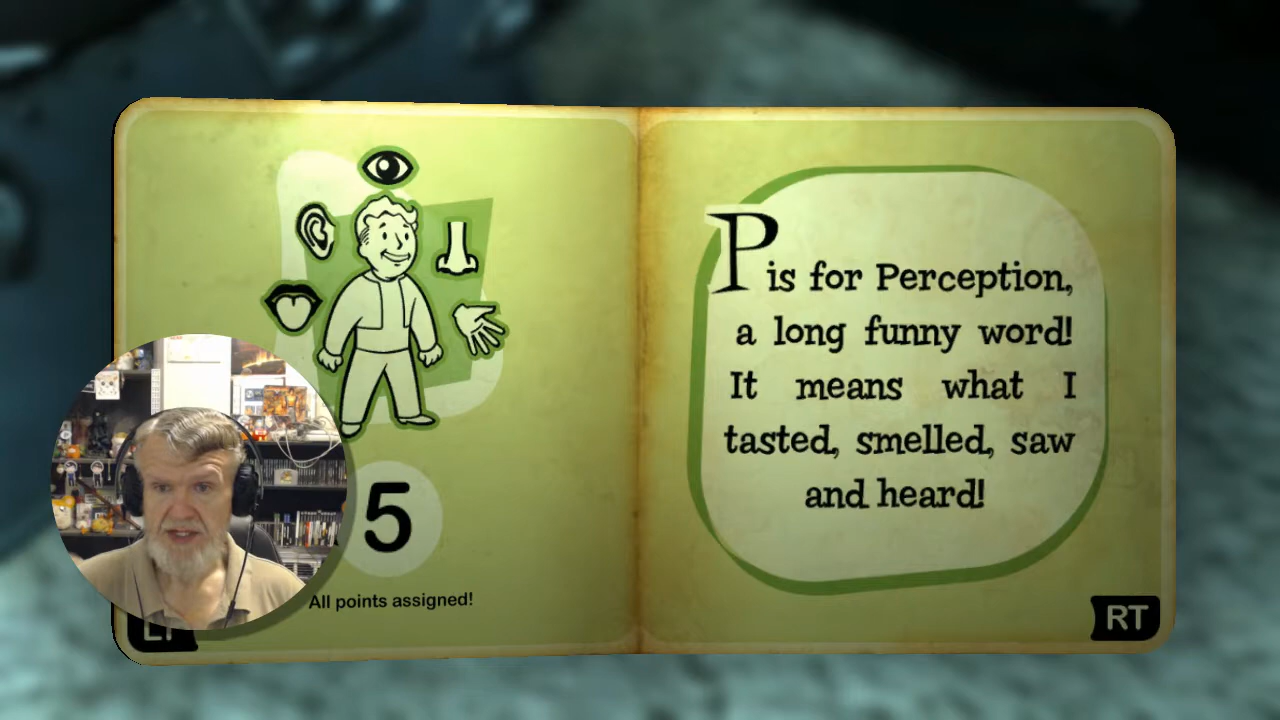 P is for Perception,
a long funny word!
It means what I
tasted, smelled, saw
and heard!
5
All points assigned!
RT